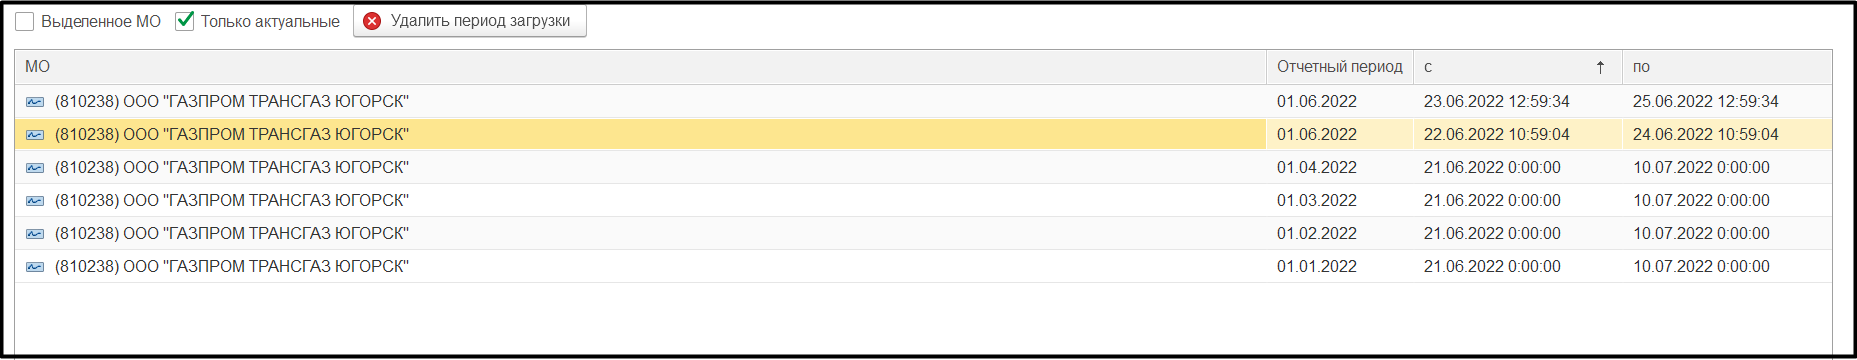 Выделенное МО Только актуальные Удалить период загрузки
МО Отчетный период с по
(810238) ООО "ГАЗПРОМ ТРАНСГАЗ ЮГОРСК" 01.06.2022 23.06.2022 12:59:34 25.06.2022 12:59:34
(810238) ООО "ГАЗПРОМ ТРАНСГАЗ ЮГОРСК" 01.06.2022 22.06.2022 10:59:04 24.06.2022 10:59:04
(810238) ООО "ГАЗПРОМ ТРАНСГАЗ ЮГОРСК" 01.04.2022 21.06.2022 0:00:00 10.07.2022 0:00:00
(810238) ООО "ГАЗПРОМ ТРАНСГАЗ ЮГОРСК" 01.03.2022 21.06.2022 0:00:00 10.07.2022 0:00:00
(810238) ООО "ГАЗПРОМ ТРАНСГАЗ ЮГОРСК" 01.02.2022 21.06.2022 0:00:00 10.07.2022 0:00:00
(810238) ООО "ГАЗПРОМ ТРАНСГАЗ ЮГОРСК" 01.01.2022 21.06.2022 0:00:00 10.07.2022 0:00:00